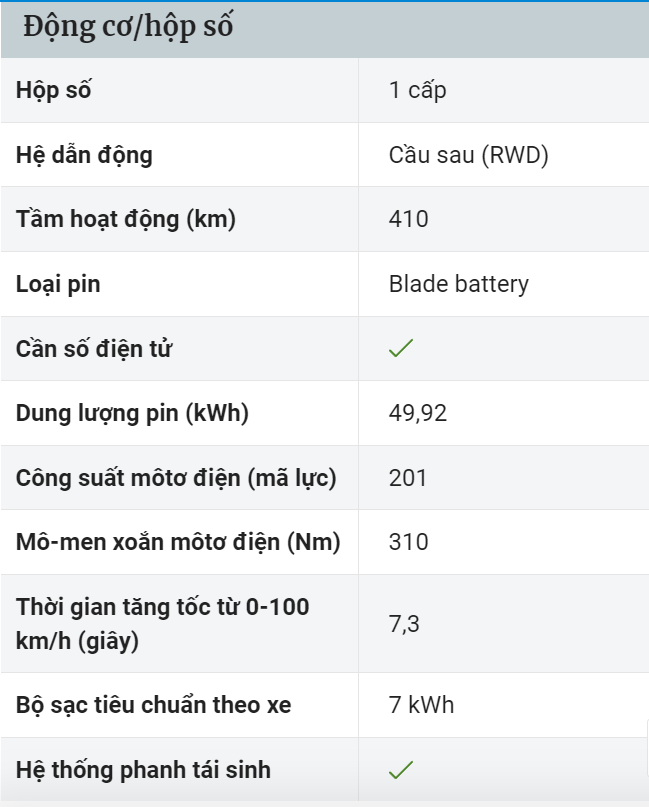 Động cơ/hộp số
Hộp số
1 cấp
Hệ dẫn động
Cầu sau (RWD)
Tầm hoạt động (km)
410
Loại pin
Blade battery
Cần số điện tử
Dung lượng pin (kWh)
49,92
Công suất môtơ điện (mã lực)
201
Mô-men xoắn môtơ điện (Nm)
310
Thời gian tăng tốc từ 0-100
km/h (giây)
7,3
Bộ sạc tiêu chuẩn theo xe
7 kWh
Hệ thống phanh tái sinh